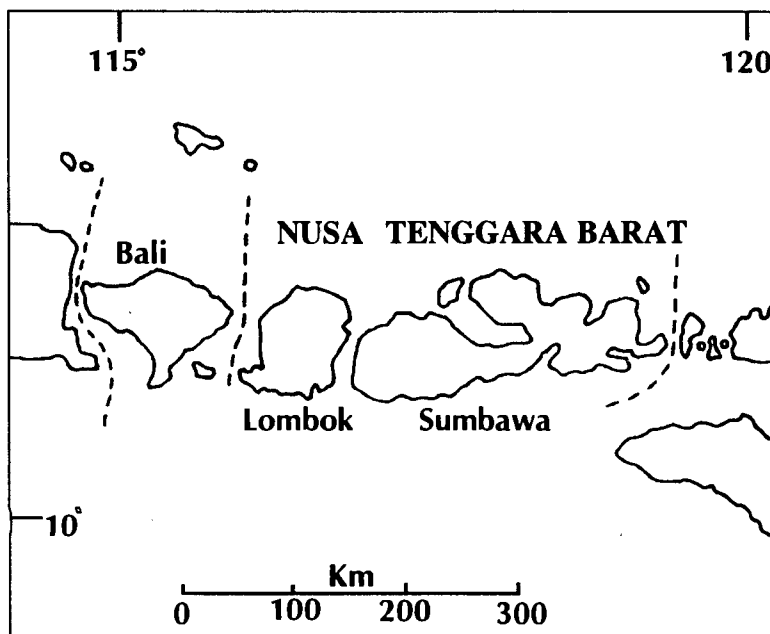 115°
120
NUSA TENGGARA BARAT
Bali
Lombok
Sumbawa
10°
Km
0 100 200 300